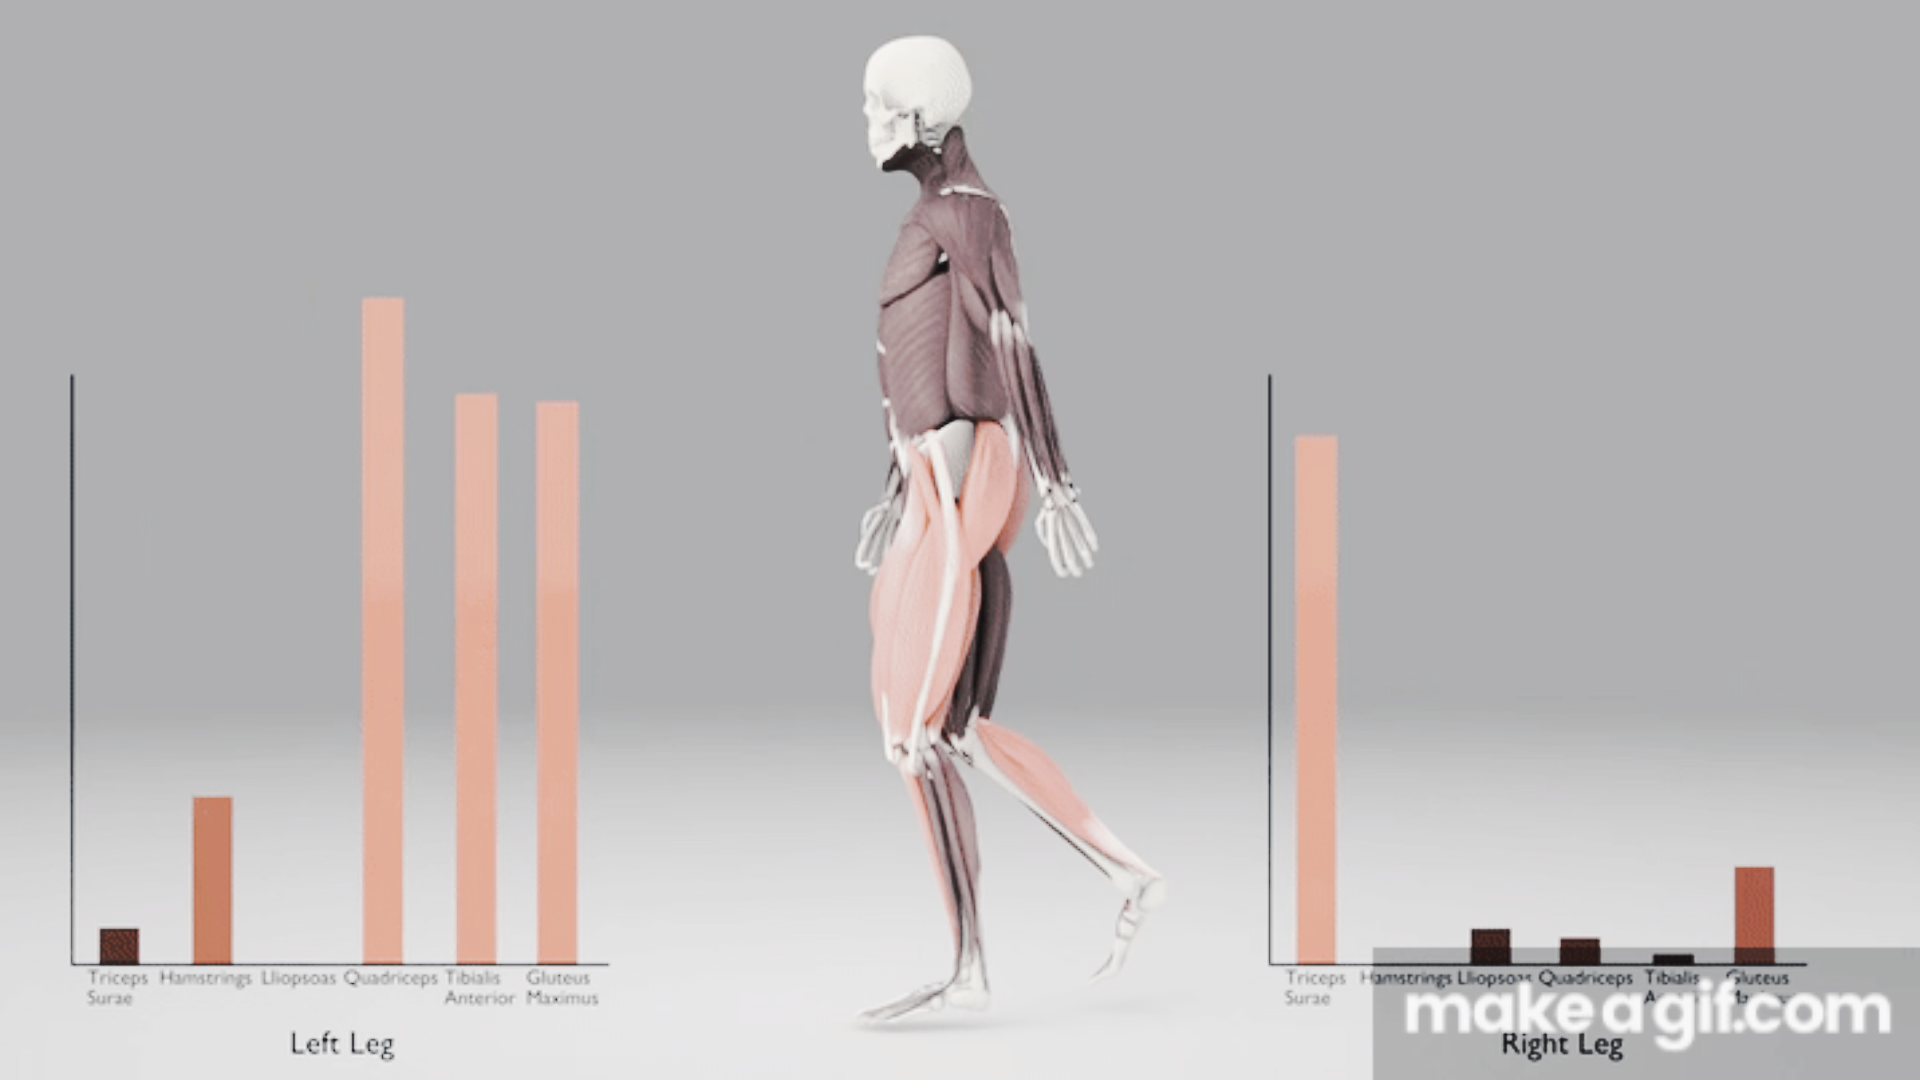 Triceps Hamstrings Lliopsoas Quadriceps Tibialis Gluteus
Surae Anterior Maximus
Left Leg
Triceps Hamstrings Lliopsoas Quadriceps Tibialis Gluteus
Surae
makeagif.com
Right Leg